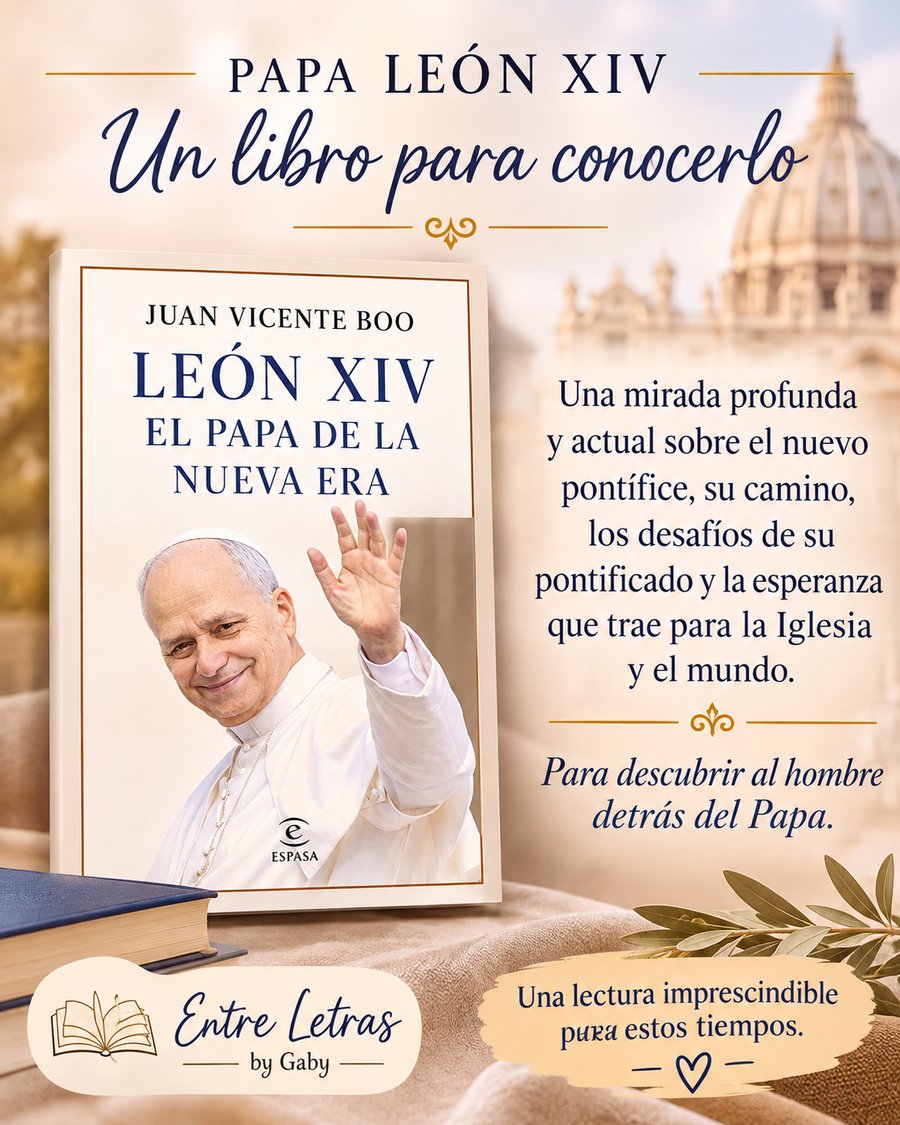 PAPA LEÓN XIV
Un libro para conocerlo
JUAN VICENTE BOO
LEÓN XIV
EL PAPA DE LA
NUEVA ERA
e
ESPASA
Una mirada profunda
y actual sobre el nuevo
pontífice, su camino,
los desafíos de su
pontificado y la esperanza
que trae para la Iglesia
y el mundo.
Para descubrir al hombre
detrás del Papa.
Entre Letras
by Gaby
Una lectura imprescindible
para estos tiempos.